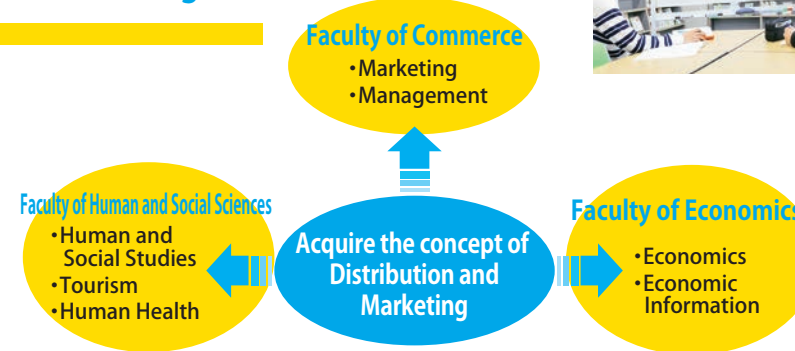 Faculty of Commerce
・Marketing
・Management
Faculty of Human and Social Sciences
・Human and
Social Studies
・Tourism
・Human Health
Acquire the concept of
Distribution and
Marketing
Faculty of Economics
・Economics
・Economic
Information